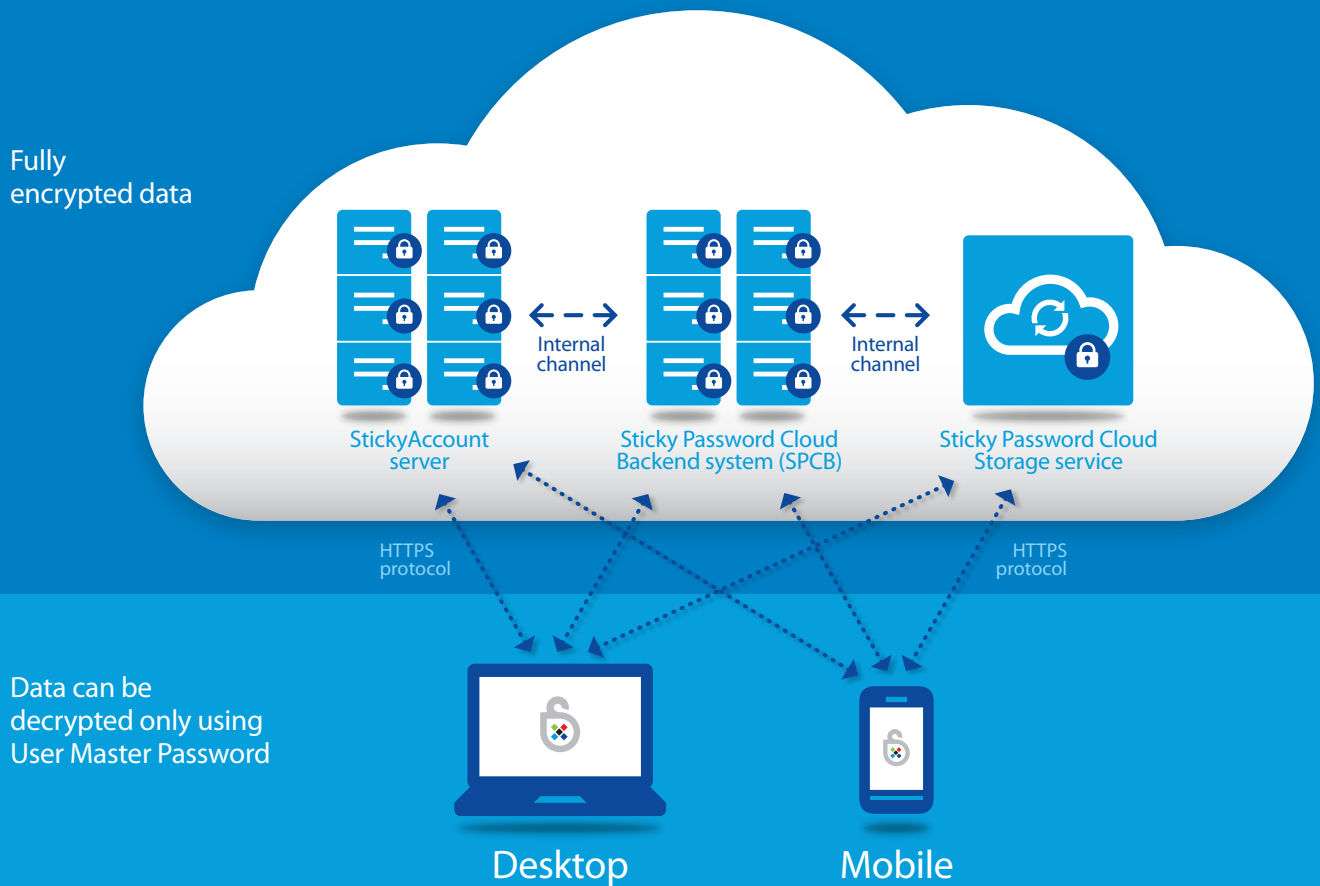 Fully
encrypted data
Internal
channel
Internal
channel
StickyAccount
server
Sticky Password Cloud
Backend system (SPCB)
Sticky Password Cloud
Storage service
HTTPS
protocol
HTTPS
protocol
Data can be
decrypted only using
User Master Password
Desktop
Mobile